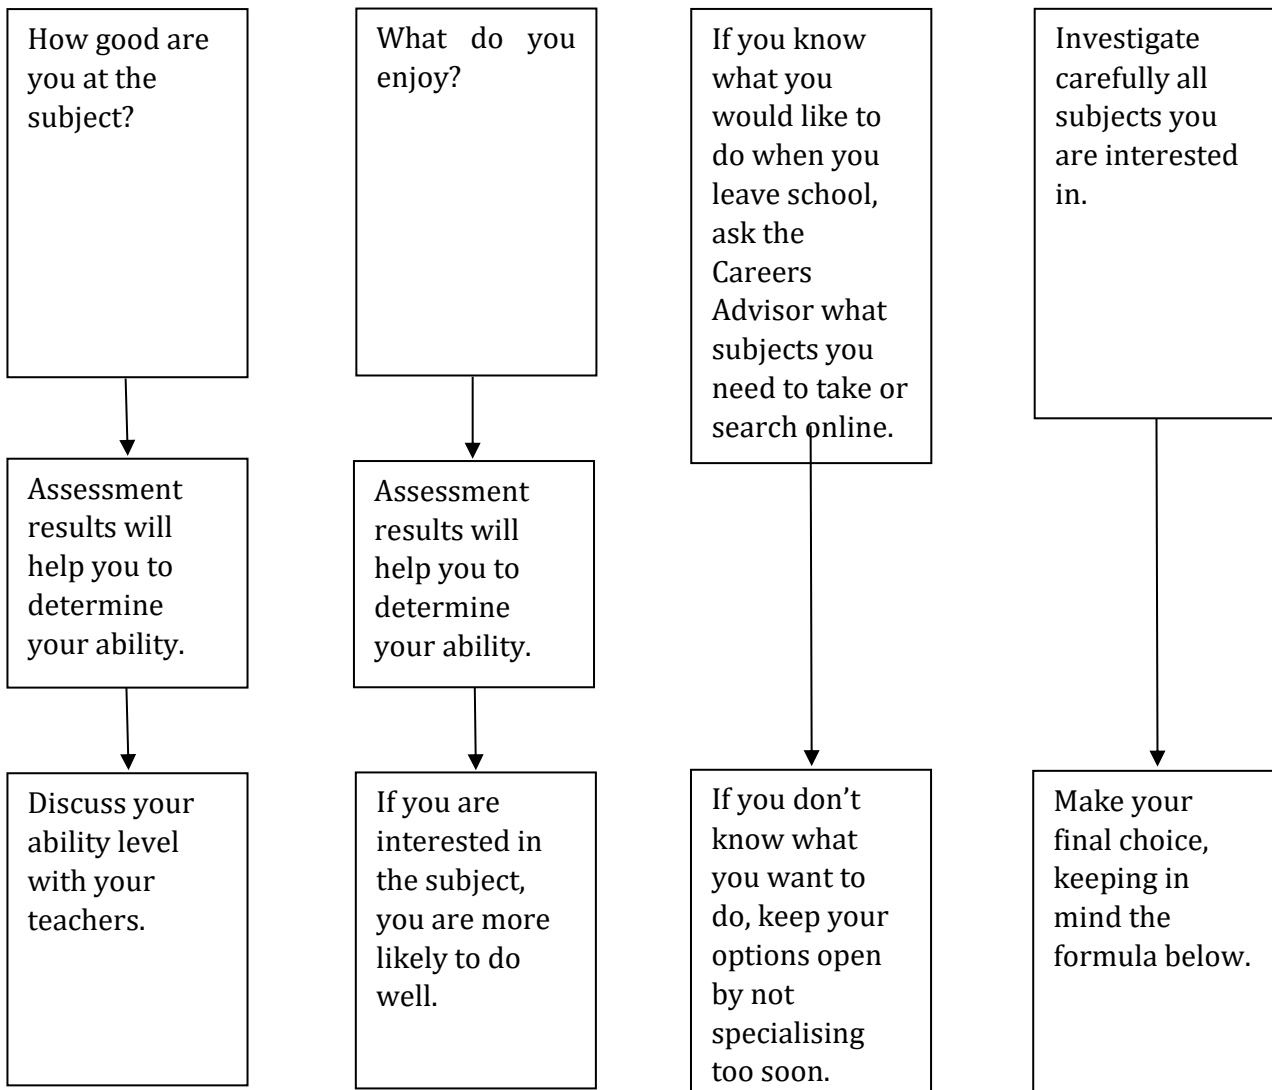 How good are
you at the
subject?
Assessment
results will
help you to
determine
your ability.
Discuss your
ability level
with your
teachers.
What do you
enjoy?
Assessment
results will
help you to
determine
your ability.
If you are
interested in
the subject,
you are more
likely to do
well.
If you know
what you
would like to
do when you
leave school,
ask the
Careers
Advisor what
subjects you
need to take or
search online.
If you don’t
know what
you want to
do, keep your
options open
by not
specialising
too soon.
Investigate
carefully all
subjects you
are interested
in.
Make your
final choice,
keeping in
mind the
formula below.